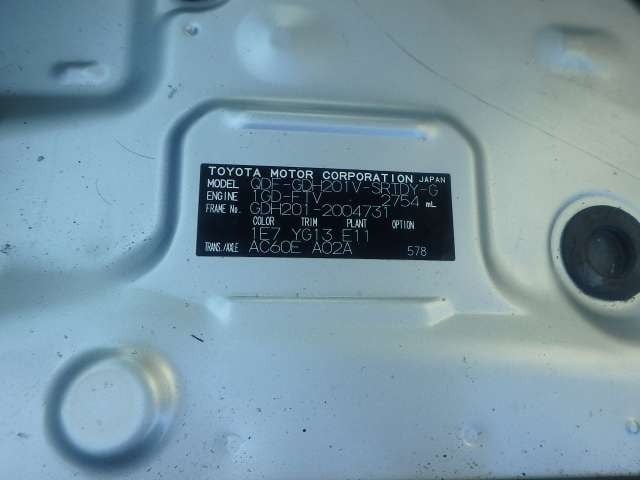 TOYOTA MOTOR CORPORATION JAPAN
MODEL QDF-GDH201V-SRTDY-G
ENGINE 1GD-FTV 2754 mL
FRAME No. GDH201-2004731
COLOR TRIM PLANT OPTION
1E7 YG13 E11
TRANS./AXLE AC60E A02A 578